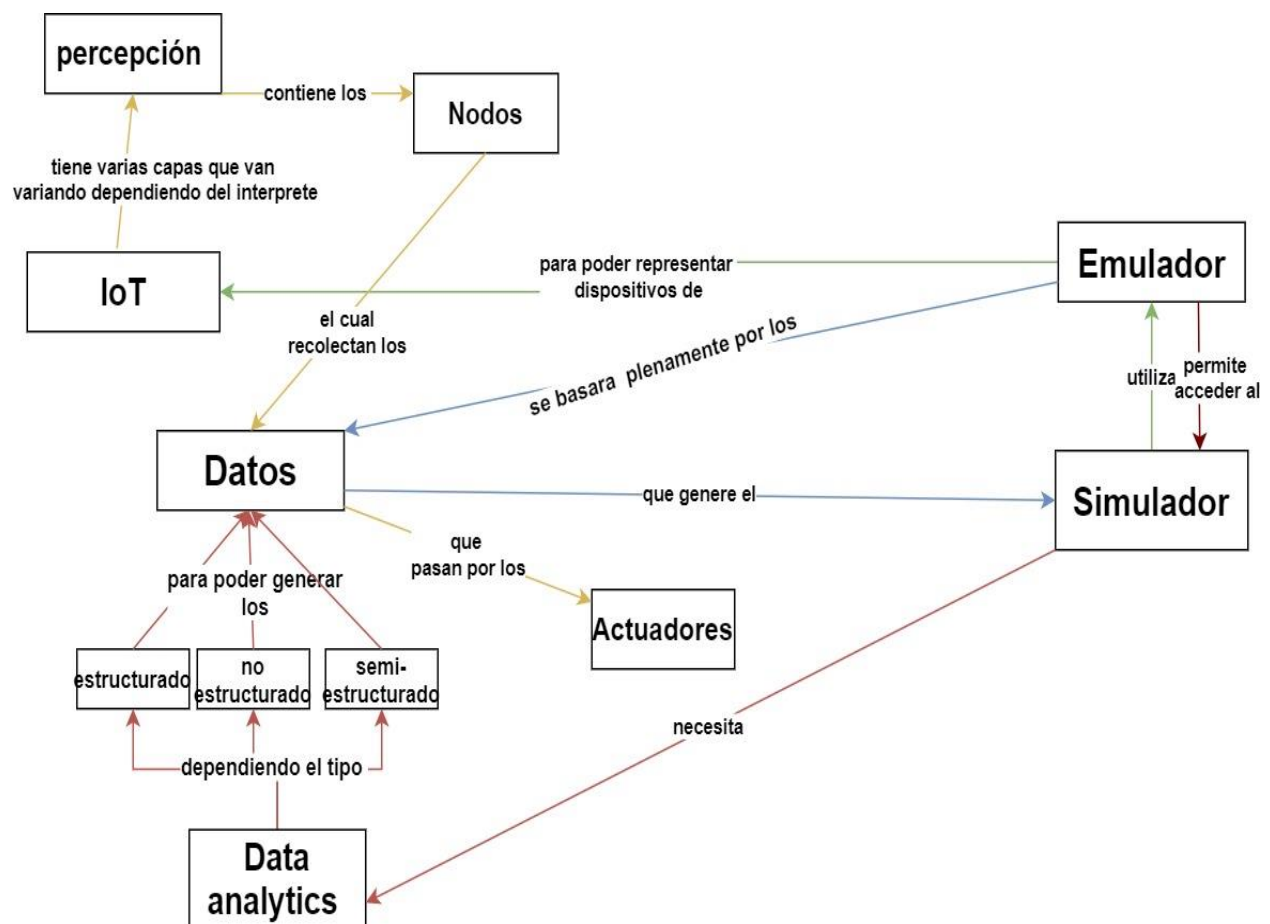 percepción
contiene los
Nodos
tiene varias capas que van
variando dependiendo del interprete
IoT
para poder representar
dispositivos de
Emulador
el cual
recolectan los
se basara plenamente por los
utiliza
permite
acceder al
Datos
que genere el
Simulador
que
pasan por los
para poder generar
los
Actuadores
estructurado
no
estructurado
semi-
estructurado
necesita
dependiendo el tipo
Data
analytics